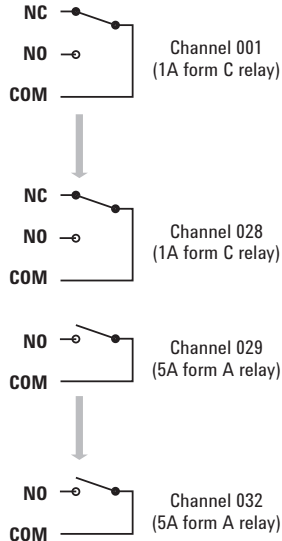 NC
NO
COM
Channel 001
(1A form C relay)
NC
NO
COM
Channel 028
(1A form C relay)
NO
COM
Channel 029
(5A form A relay)
NO
COM
Channel 032
(5A form A relay)